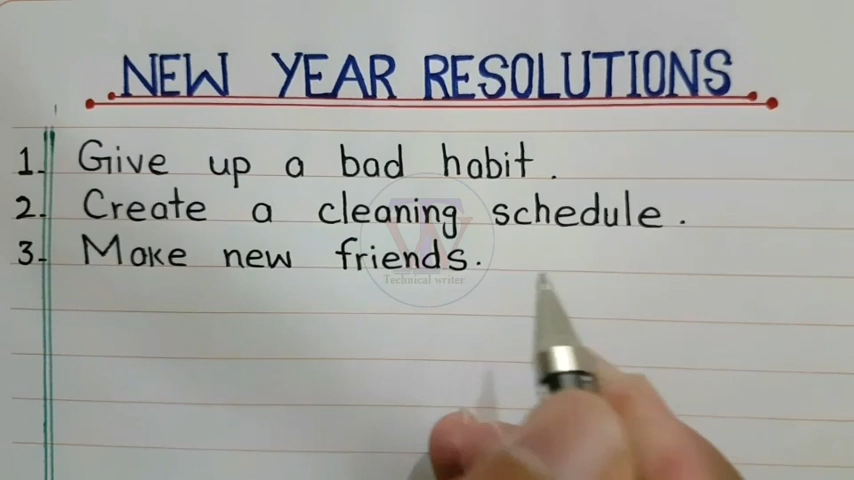 NEW YEAR RESOLUTIONS
1. Give up a bad habit.
2. Create a cleaning schedule.
3. Make new friends.
Technical writer